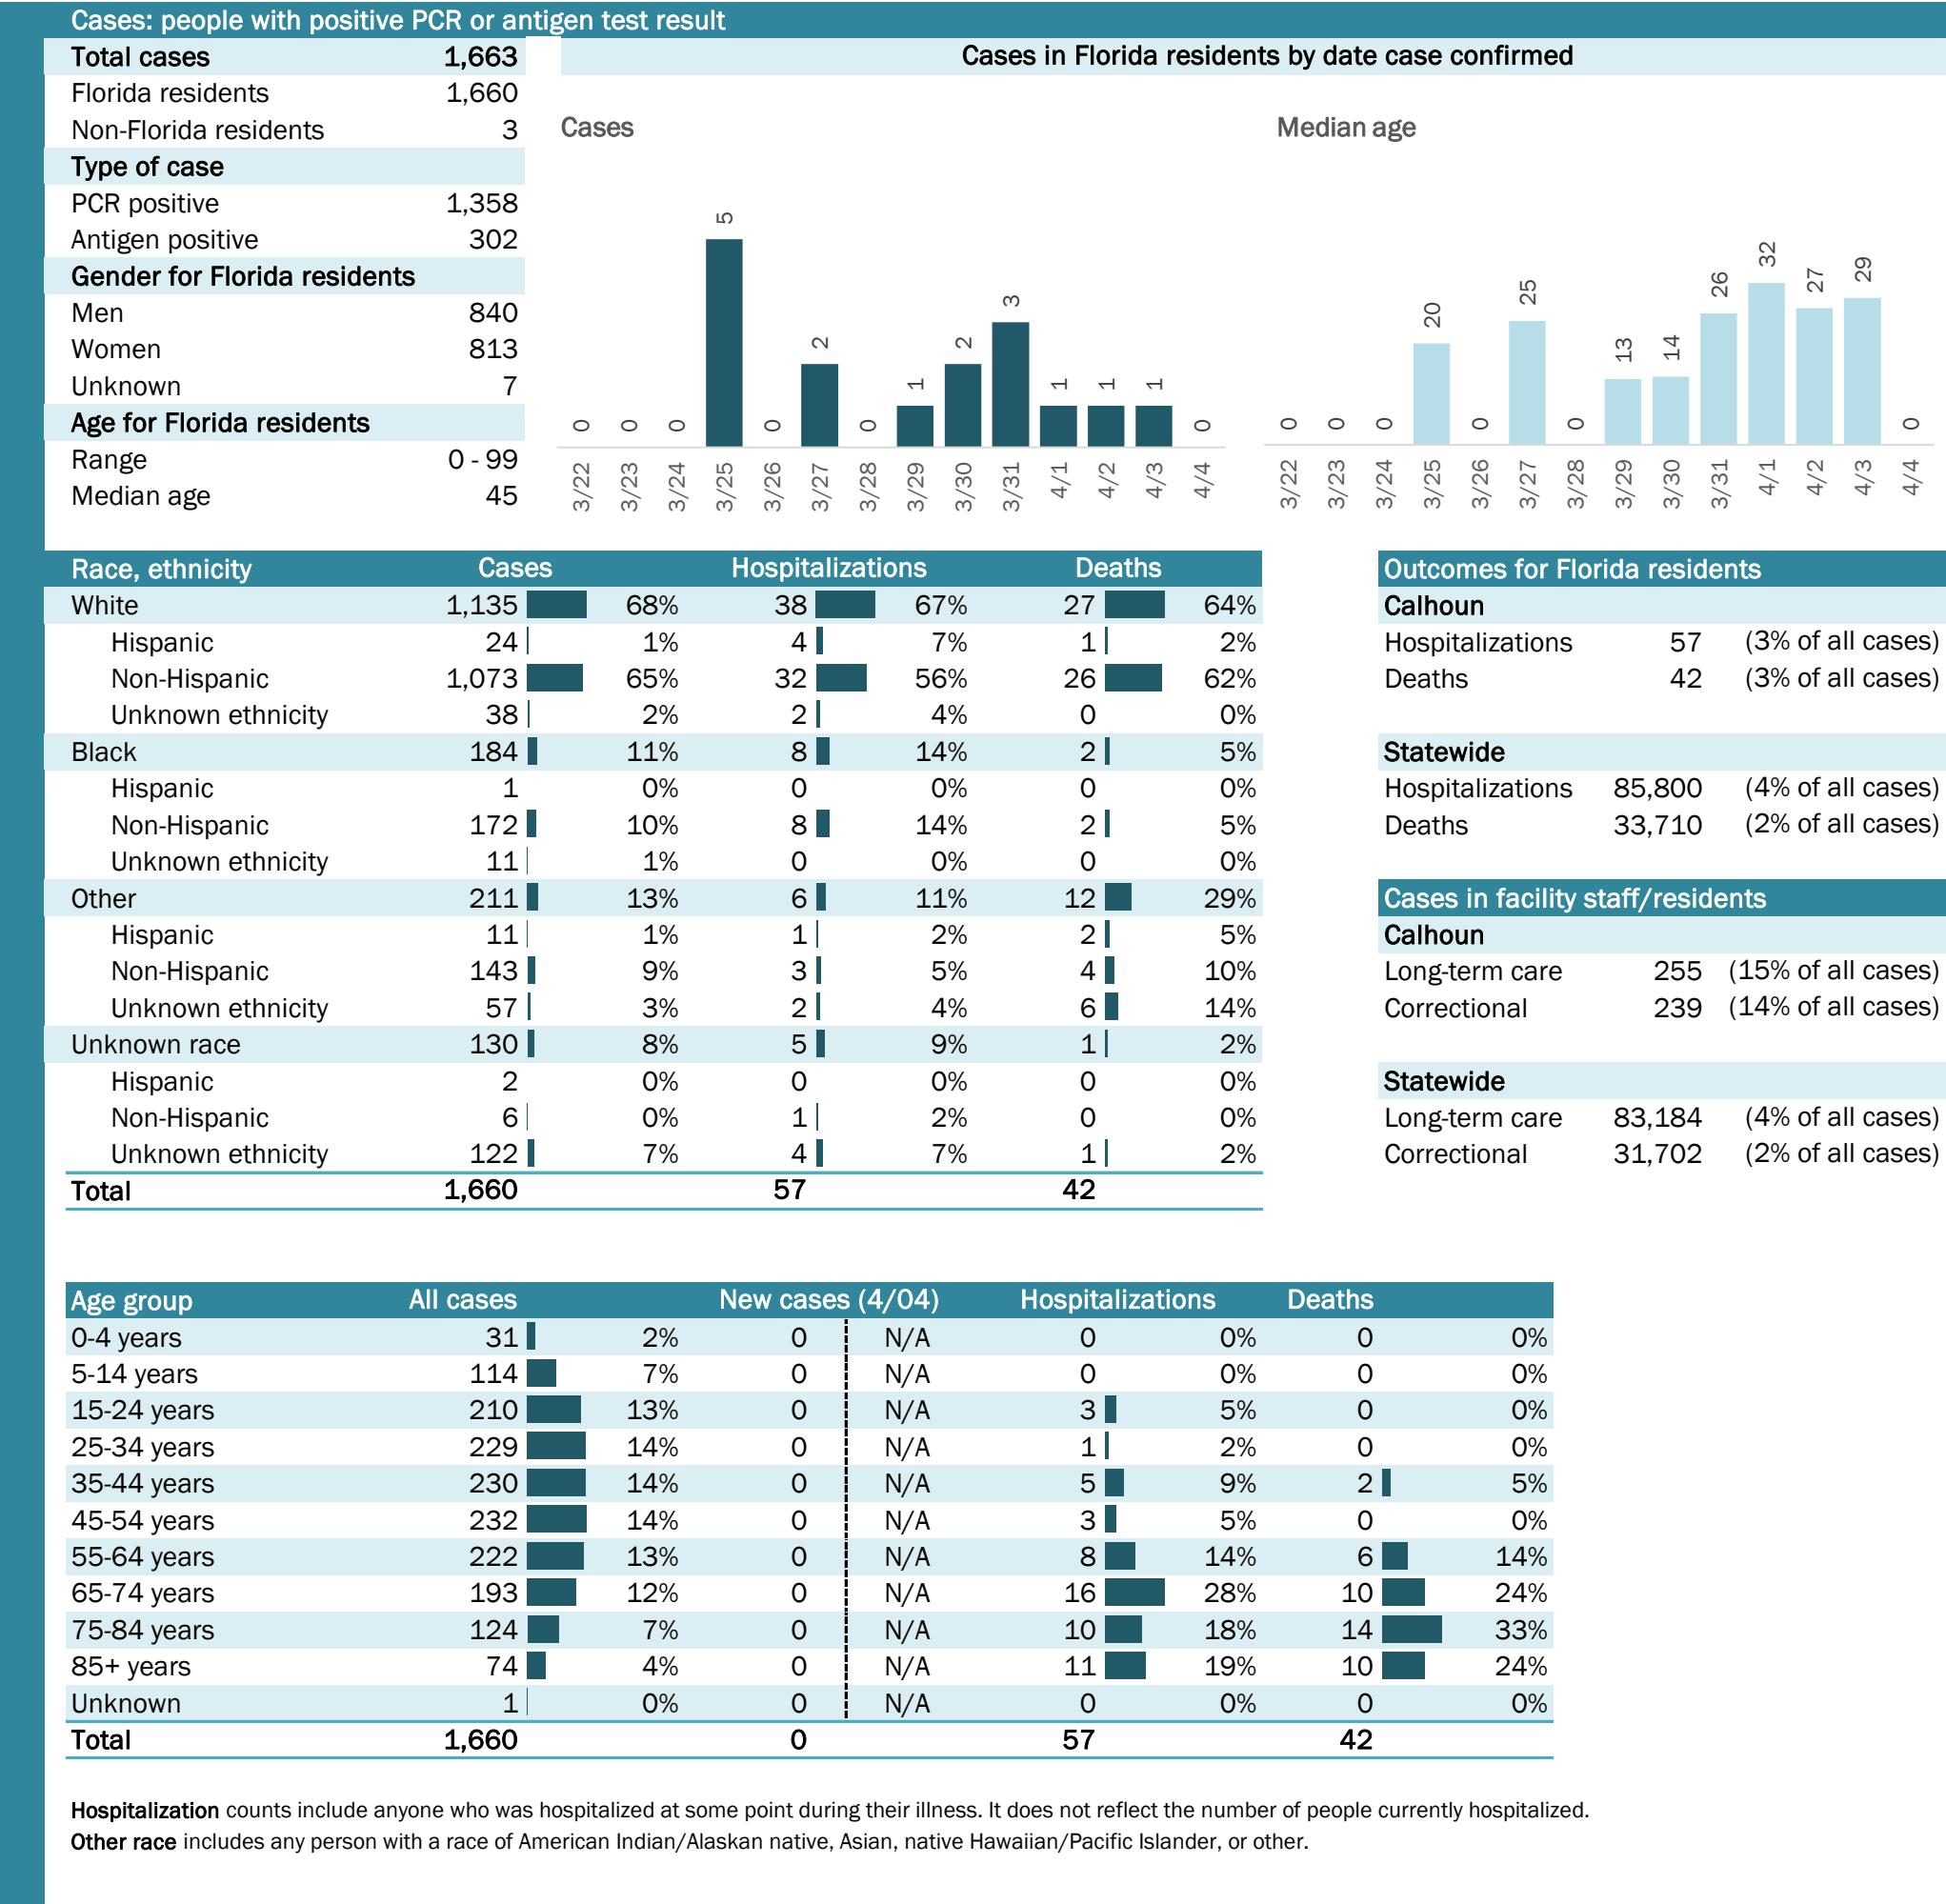 Cases: people with positive PCR or antigen test result
Total cases 1,663
Florida residents 1,660
Non-Florida residents 3
Type of case
PCR positive 1,358
Antigen positive 302
Gender for Florida residents
Men 840
Women 813
Unknown 7
Age for Florida residents
Range 0 - 99
Median age 45
Cases in Florida residents by date case confirmed
Cases
0 0 0 5 0 2 0 1 2 3 1 1 1 0
3/22 3/23 3/24 3/25 3/26 3/27 3/28 3/29 3/30 3/31 4/1 4/2 4/3 4/4
Median age
0 0 0 20 0 25 0 13 14 26 32 27 29 0
3/22 3/23 3/24 3/25 3/26 3/27 3/28 3/29 3/30 3/31 4/1 4/2 4/3 4/4
Race, ethnicity Cases Hospitalizations Deaths
White 1,135 68% 38 67% 27 64%
Hispanic 24 1% 4 7% 1 2%
Non-Hispanic 1,073 65% 32 56% 26 62%
Unknown ethnicity 38 2% 2 4% 0 0%
Black 184 11% 8 14% 2 5%
Hispanic 1 0% 0 0% 0 0%
Non-Hispanic 172 10% 8 14% 2 5%
Unknown ethnicity 11 1% 0 0% 0 0%
Other 211 13% 6 11% 12 29%
Hispanic 11 1% 1 2% 2 5%
Non-Hispanic 143 9% 3 5% 4 10%
Unknown ethnicity 57 3% 2 4% 6 14%
Unknown race 130 8% 5 9% 1 2%
Hispanic 2 0% 0 0% 0 0%
Non-Hispanic 6 0% 1 2% 0 0%
Unknown ethnicity 122 7% 4 7% 1 2%
Total 1,660 57 42
Outcomes for Florida residents
Calhoun
Hospitalizations 57 (3% of all cases)
Deaths 42 (3% of all cases)
Statewide
Hospitalizations 85,800 (4% of all cases)
Deaths 33,710 (2% of all cases)
Cases in facility staff/residents
Calhoun
Long-term care 255 (15% of all cases)
Correctional 239 (14% of all cases)
Statewide
Long-term care 83,184 (4% of all cases)
Correctional 31,702 (2% of all cases)
Age group All cases New cases (4/04) Hospitalizations Deaths
0-4 years 31 2% 0 N/A 0 0% 0 0%
5-14 years 114 7% 0 N/A 0 0% 0 0%
15-24 years 210 13% 0 N/A 3 5% 0 0%
25-34 years 229 14% 0 N/A 1 2% 0 0%
35-44 years 230 14% 0 N/A 5 9% 2 5%
45-54 years 232 14% 0 N/A 3 5% 0 0%
55-64 years 222 13% 0 N/A 8 14% 6 14%
65-74 years 193 12% 0 N/A 16 28% 10 24%
75-84 years 124 7% 0 N/A 10 18% 14 33%
85+ years 74 4% 0 N/A 11 19% 10 24%
Unknown 1 0% 0 N/A 0 0% 0 0%
Total 1,660 0 57 42
Hospitalization counts include anyone who was hospitalized at some point during their illness. It does not reflect the number of people currently hospitalized.
Other race includes any person with a race of American Indian/Alaskan native, Asian, native Hawaiian/Pacific Islander, or other.